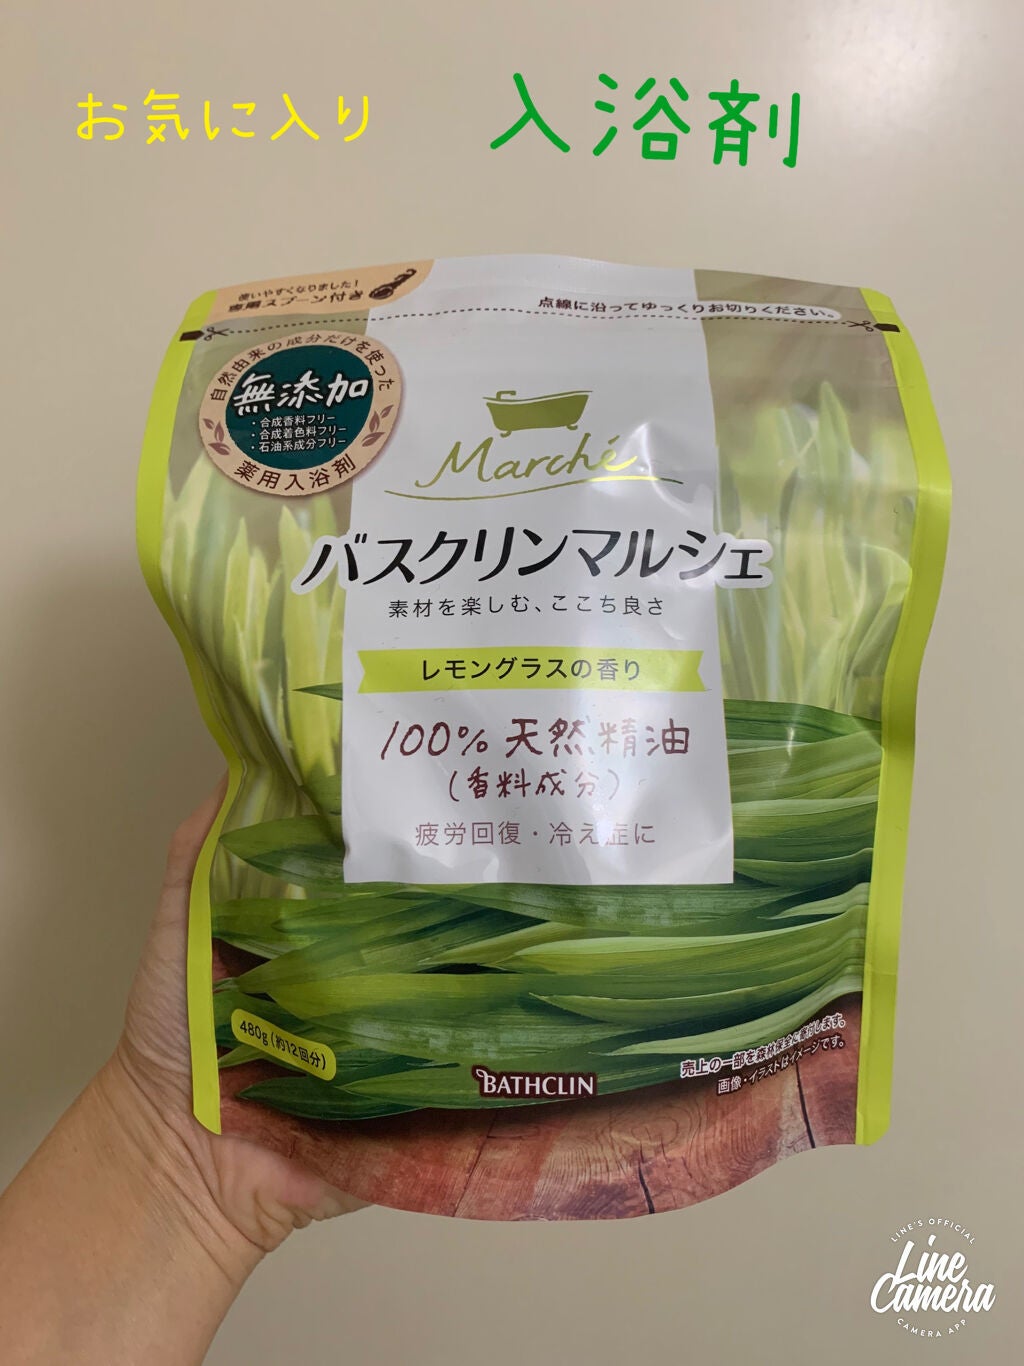 お気に入り 入浴剤
使いやすくなりました!
専用スプーン付き
点線に沿ってゆっくりお切りください。
自然由来の成分だけを使った
無添加
・合成香料フリー
・合成着色料フリー
・石油系成分フリー
薬用入浴剤
Marché
バスクリンマルシェ
素材を楽しむ、ここち良さ
レモングラスの香り
100%天然精油
(香料成分)
疲労回復・冷え症に
480g(約12回分)
BATHCLIN
売上の一部を森林保全に寄付します。
画像・イラストはイメージです。
LINE'S OFFICIAL
Line
Camera
CAMERA APP